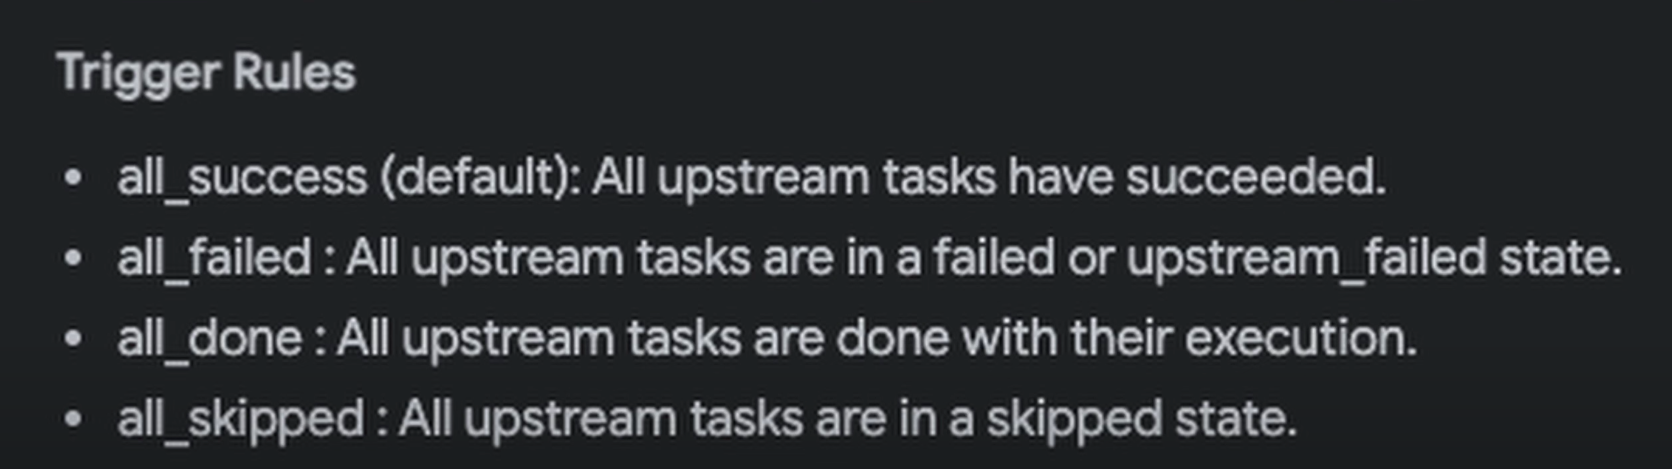 Trigger Rules
• all_success (default): All upstream tasks have succeeded.
• all_failed : All upstream tasks are in a failed or upstream_failed state.
• all_done : All upstream tasks are done with their execution.
• all_skipped : All upstream tasks are in a skipped state.